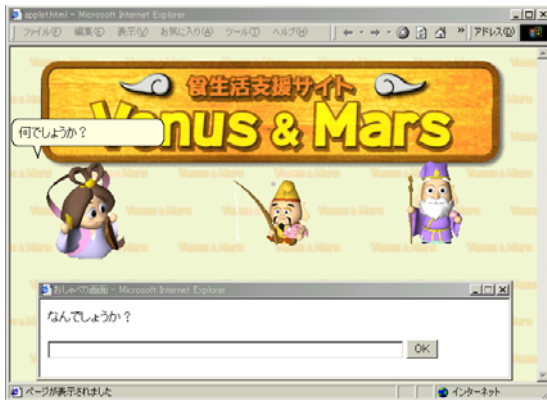 applet.html - Microsoft Internet Explorer
ファイル(F) 編集(E) 表示(V) お気に入り(A) ツール(T) ヘルプ(H) » アドレス(D)
食生活支援サイト
Venus & Mars
何でしょうか？
おしゃべり画面 - Microsoft Internet Explorer
なんでしょうか？
OK
ページが表示されました インターネット